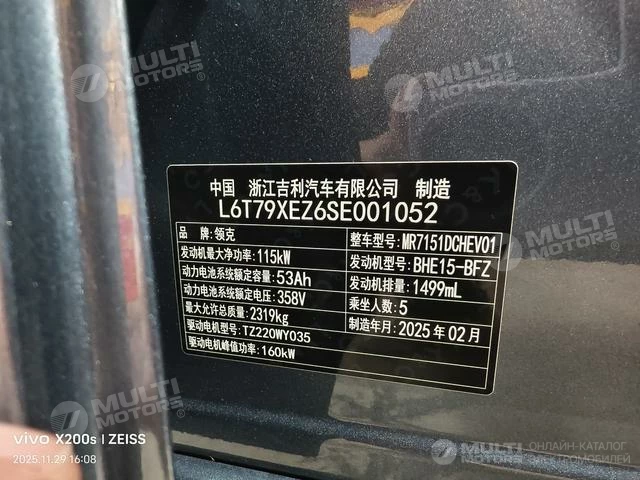 MULTI MOTORS®
MULTI MOTORS®
MULTI
中国 浙江吉利汽车有限公司 制造
L6T79XEZ6SE001052
品 牌:领克 整车型号:MR7151DCHEV01
发动机最大净功率:115kW 发动机型号:BHE15-BFZ
动力电池系统额定容量:53Ah 发动机排量:1499mL
动力电池系统额定电压:358V 乘坐人数:5
最大允许总质量:2319kg 制造年月:2025年02月
驱动电机型号:TZ220WY035
驱动电机峰值功率:160kW
MULTI MOTORS®
vivo X200s | ZEISS
2025.11.29 16:08
MULTI MOTORS®
ОНЛАЙН-КАТАЛОГ
ЭЛЕКТРОМОБИЛЕЙ